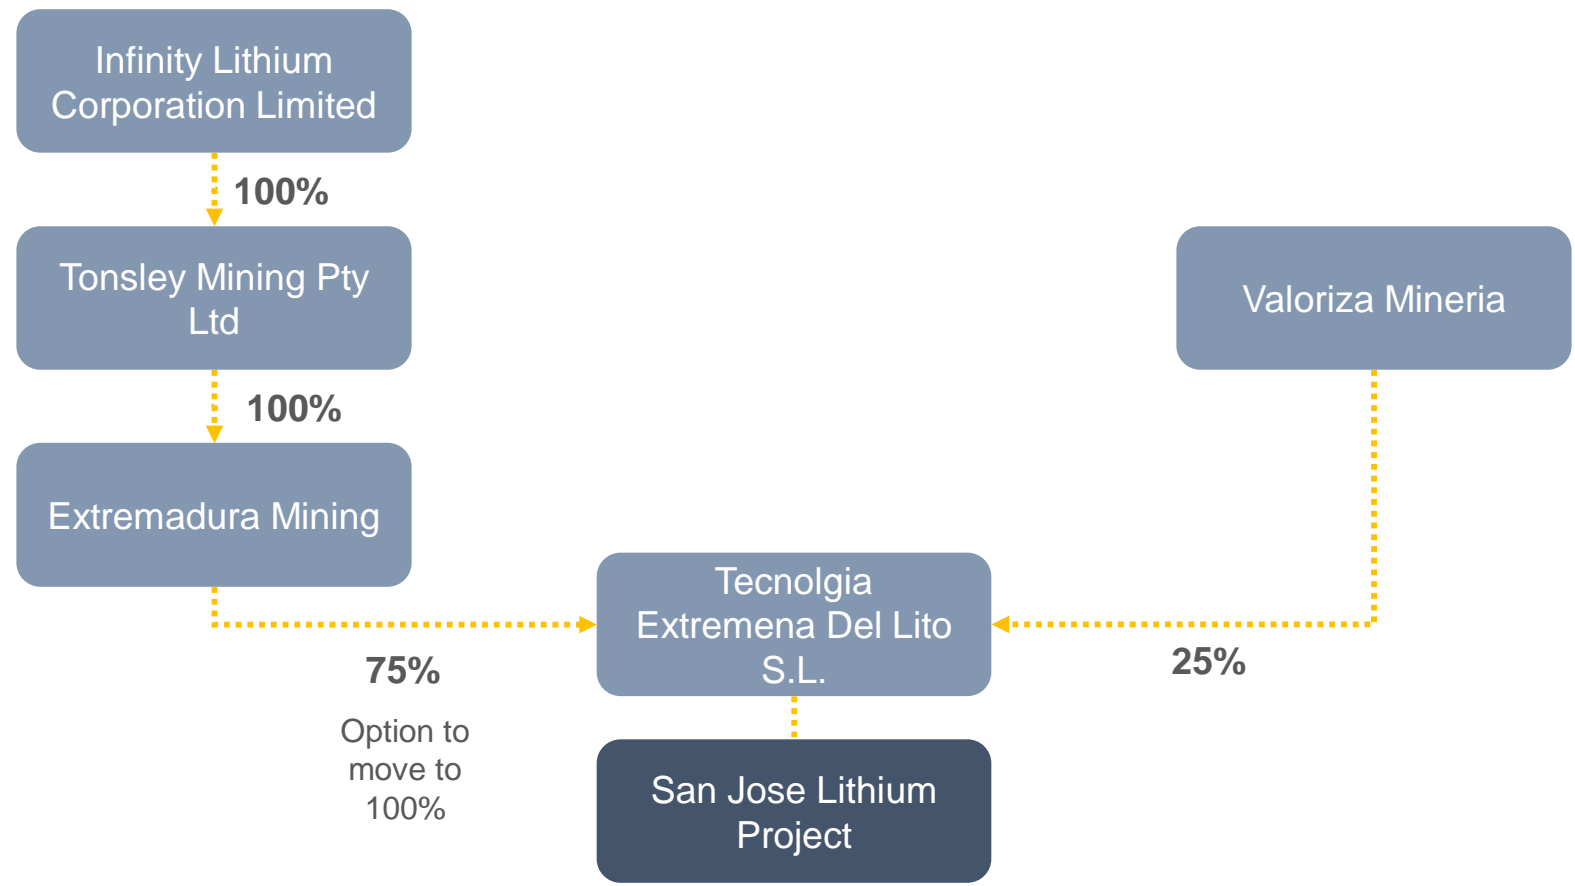 Infinity Lithium
Corporation Limited
100%
Tonsley Mining Pty
Ltd
Valoriza Mineria
100%
Extremadura Mining
Tecnolgia
Extremena Del Lito
S.L.
75%
25%
Option to
move to
100%
San Jose Lithium
Project